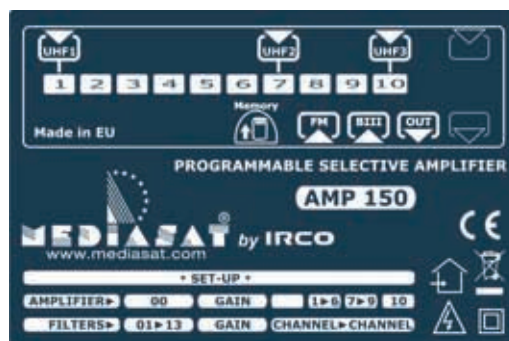 UHF1 UHF2 UHF3
1 2 3 4 5 6 7 8 9 10
Memory
Made in EU
FM BIII OUT
PROGRAMMABLE SELECTIVE AMPLIFIER
AMP 150
MEDIASAT® by IRCO
www.mediasat.com
CE
• SET-UP •
AMPLIFIER▶ 00 GAIN 1▶6 7▶9 10
FILTERS▶ 01▶13 GAIN CHANNEL▶CHANNEL